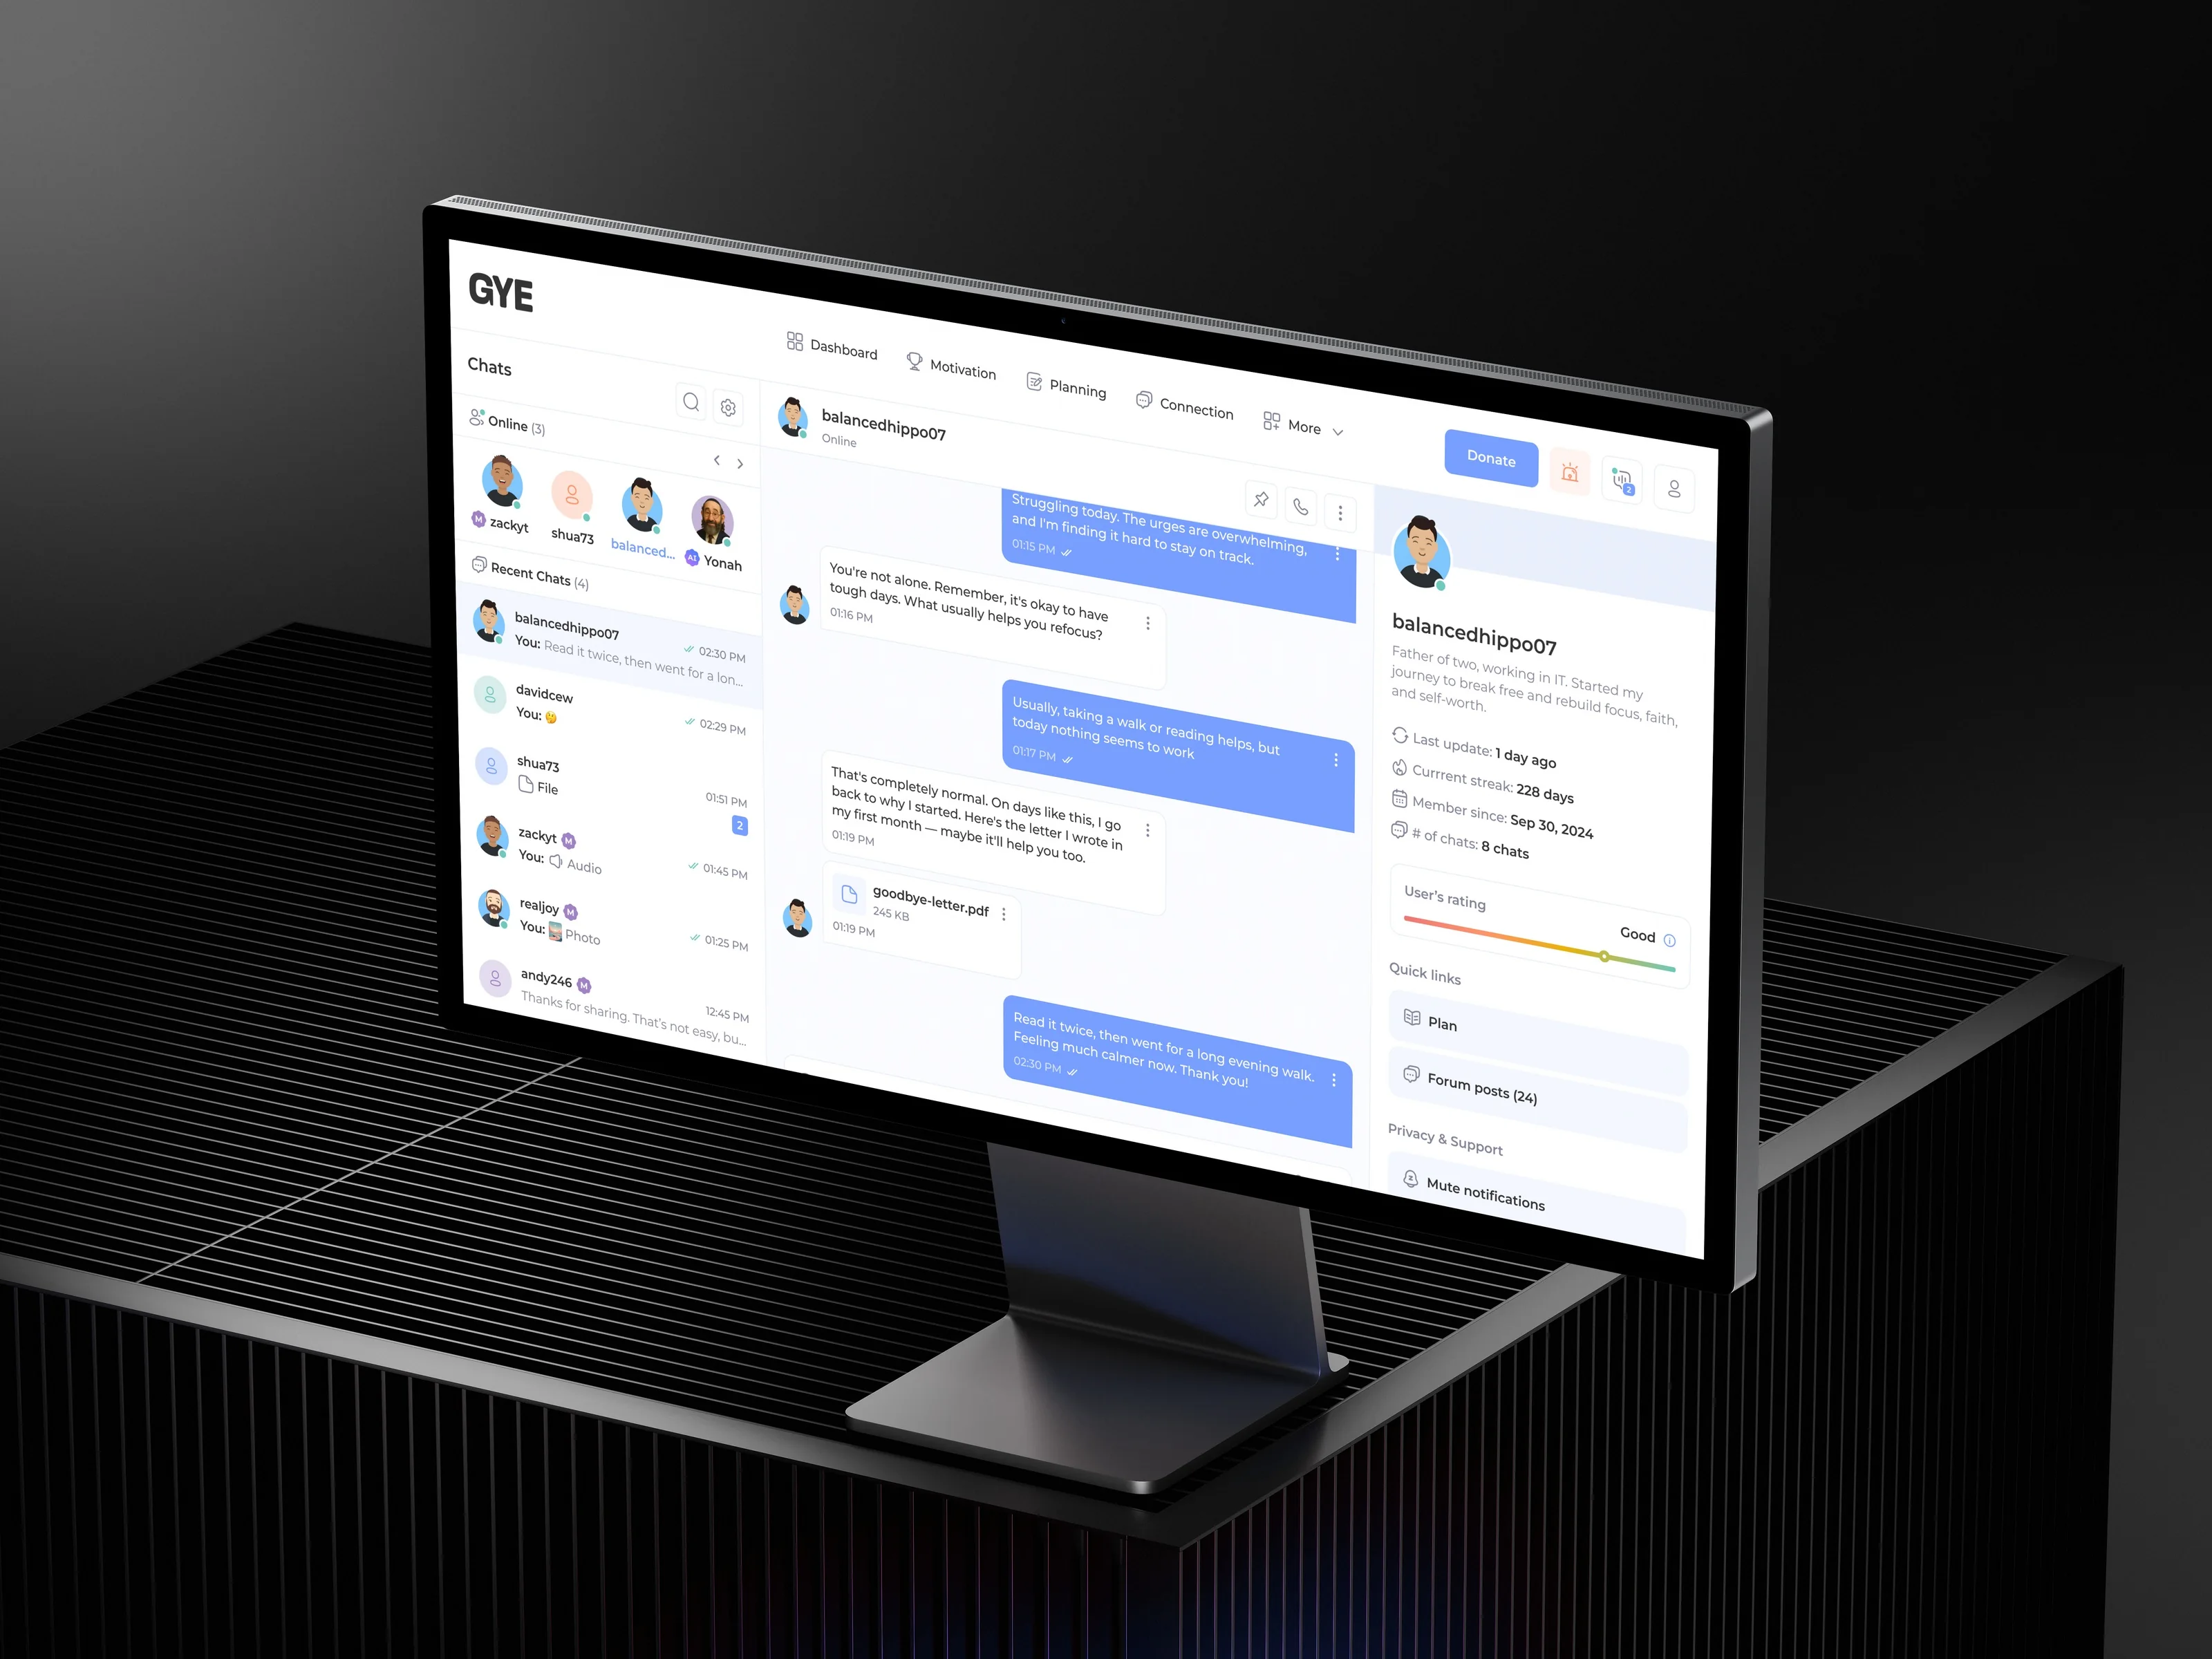 GYE
Dashboard
Motivation
Planning
Connection
More
Donate
2
Chats
Online (3)
M zackyt
shua73
balanced...
AI Yonah
Recent Chats (4)
balancedhippo07
You: Read it twice, then went for a lon...
02:30 PM
davidcew
You: 🤔
02:29 PM
shua73
File
01:51 PM
2
zackyt M
You: Audio
01:45 PM
realjoy M
You: Photo
01:25 PM
andy246 M
Thanks for sharing. That's not easy, bu...
12:45 PM
balancedhippo07
Online
Struggling today. The urges are overwhelming,
and I'm finding it hard to stay on track.
01:15 PM
You're not alone. Remember, it's okay to have
tough days. What usually helps you refocus?
01:16 PM
Usually, taking a walk or reading helps, but
today nothing seems to work
01:17 PM
That's completely normal. On days like this, I go
back to why I started. Here's the letter I wrote in
my first month — maybe it'll help you too.
01:19 PM
goodbye-letter.pdf
245 KB
01:19 PM
Read it twice, then went for a long evening walk.
Feeling much calmer now. Thank you!
02:30 PM
balancedhippo07
Father of two, working in IT. Started my
journey to break free and rebuild focus, faith,
and self-worth.
Last update: 1 day ago
Currrent streak: 228 days
Member since: Sep 30, 2024
# of chats: 8 chats
User's rating
Good
Quick links
Plan
Forum posts (24)
Privacy & Support
Mute notifications